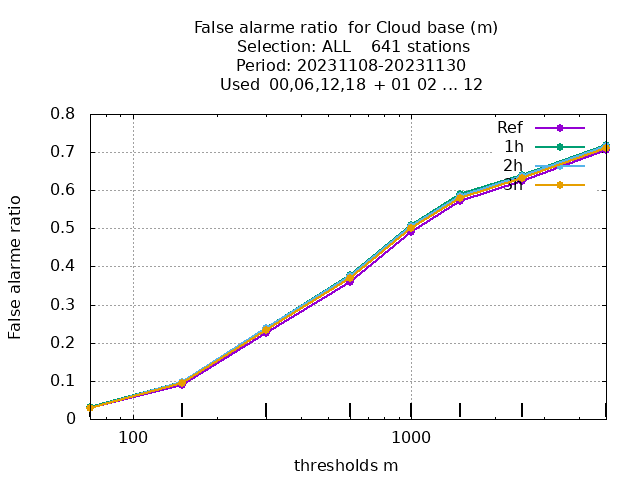 False alarme ratio for Cloud base (m)
Selection: ALL 641 stations
Period: 20231108-20231130
Used 00,06,12,18 + 01 02 ... 12
Ref
1h
2h
3h
0.8
0.7
0.6
0.5
0.4
0.3
0.2
0.1
0
100 1000
False alarme ratio
thresholds m